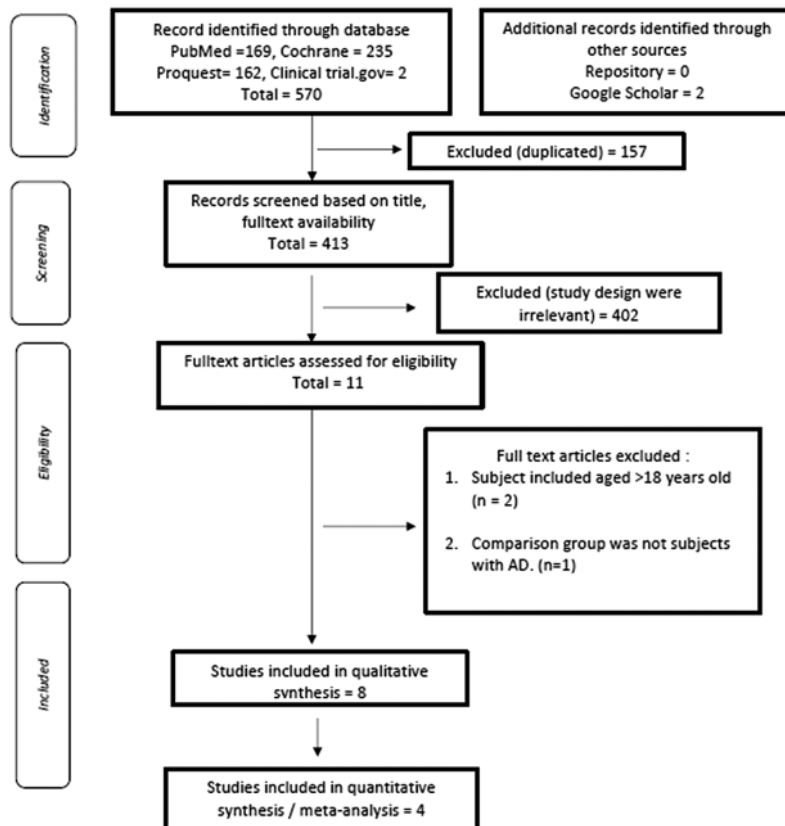 Identification
Record identified through database
PubMed =169, Cochrane = 235
Proquest= 162, Clinical trial.gov= 2
Total = 570
Additional records identified through
other sources
Repository = 0
Google Scholar = 2
Excluded (duplicated) = 157
Screening
Records screened based on title,
fulltext availability
Total = 413
Excluded (study design were
irrelevant) = 402
Eligibility
Fulltext articles assessed for eligibility
Total = 11
Full text articles excluded :
1. Subject included aged >18 years old
(n = 2)
2. Comparison group was not subjects
with AD. (n=1)
Included
Studies included in qualitative
synthesis = 8
Studies included in quantitative
synthesis / meta-analysis = 4